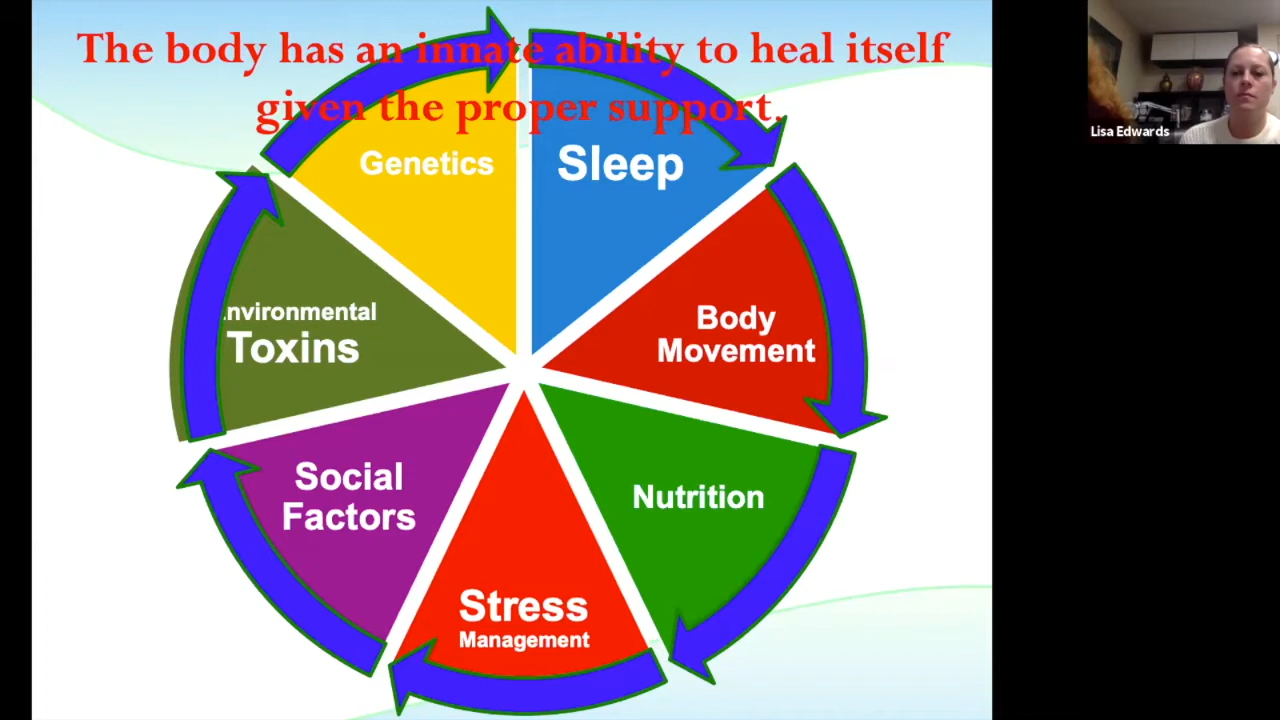 The body has an innate ability to heal itself
given the proper support.
Genetics
Sleep
Body
Movement
Nutrition
Stress
Management
Social
Factors
nvironmental
Toxins
Lisa Edwards